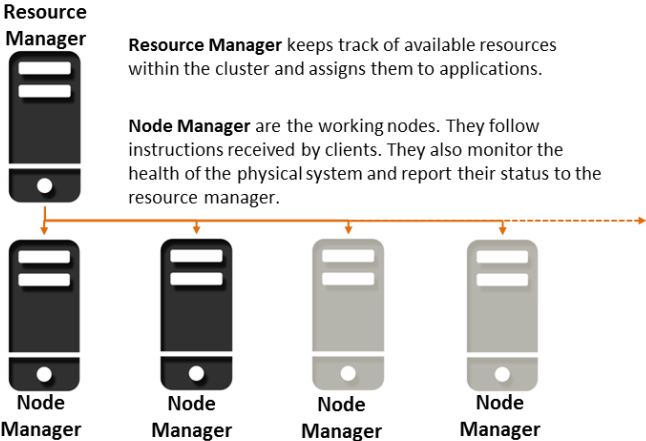 Resource
Manager
Resource Manager keeps track of available resources
within the cluster and assigns them to applications.
Node Manager are the working nodes. They follow
instructions received by clients. They also monitor the
health of the physical system and report their status to the
resource manager.
Node
Manager
Node
Manager
Node
Manager
Node
Manager